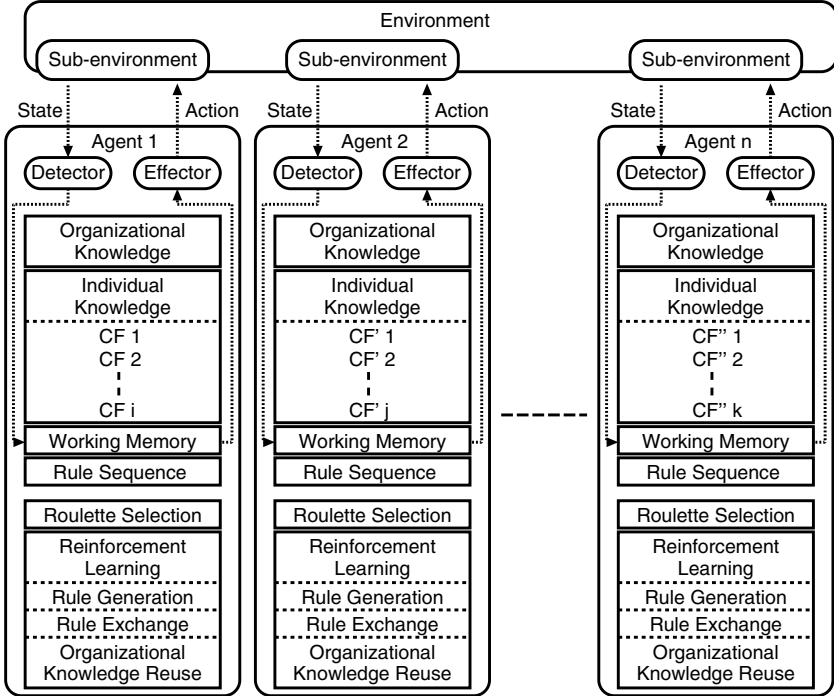 Environment
Sub-environment
Sub-environment
Sub-environment
State
Action
State
Action
State
Action
Agent 1
Detector
Effector
Organizational
Knowledge
Individual
Knowledge
CF 1
CF 2
CF i
Working Memory
Rule Sequence
Roulette Selection
Reinforcement
Learning
Rule Generation
Rule Exchange
Organizational
Knowledge Reuse
Agent 2
Detector
Effector
Organizational
Knowledge
Individual
Knowledge
CF' 1
CF' 2
CF' j
Working Memory
Rule Sequence
Roulette Selection
Reinforcement
Learning
Rule Generation
Rule Exchange
Organizational
Knowledge Reuse
Agent n
Detector
Effector
Organizational
Knowledge
Individual
Knowledge
CF'' 1
CF'' 2
CF'' k
Working Memory
Rule Sequence
Roulette Selection
Reinforcement
Learning
Rule Generation
Rule Exchange
Organizational
Knowledge Reuse